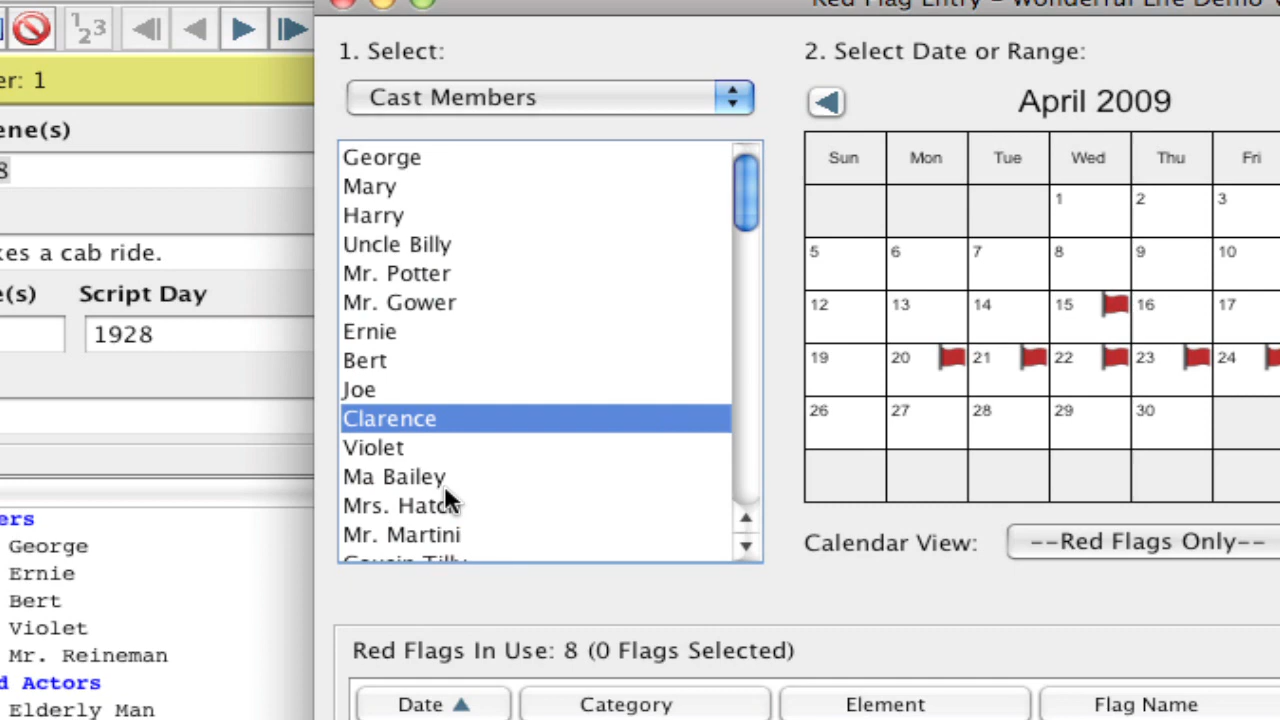 123
er: 1
ene(s)
8
kes a cab ride.
e(s) Script Day
1928
ers
George
Ernie
Bert
Violet
Mr. Reineman
d Actors
Elderly Man
Red Flag Entry - Wonderful Life Demo
1. Select:
Cast Members
George
Mary
Harry
Uncle Billy
Mr. Potter
Mr. Gower
Ernie
Bert
Joe
Clarence
Violet
Ma Bailey
Mrs. Hatch
Mr. Martini
Cousin Tilly
2. Select Date or Range:
April 2009
Sun Mon Tue Wed Thu Fri
1 2 3
5 6 7 8 9 10
12 13 14 15 16 17
19 20 21 22 23 24
26 27 28 29 30
Calendar View: --Red Flags Only--
Red Flags In Use: 8 (0 Flags Selected)
Date Category Element Flag Name